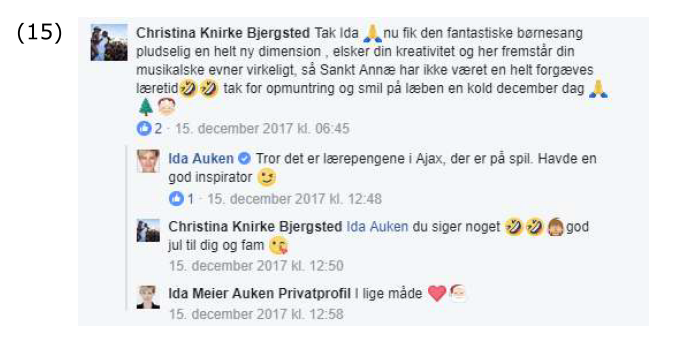 (15)
Christina Knirke Bjergsted Tak Ida 🙏 nu fik den fantastiske børnesang
pludselig en helt ny dimension , elsker din kreativitet og her fremstår din
musikalske evner virkeligt, så Sankt Annæ har ikke været en helt forgæves
læretid🤣🤣 tak for opmuntring og smil på læben en kold december dag 🙏
🌲🎅
2 · 15. december 2017 kl. 06:45
Ida Auken Tror det er lærepengene i Ajax, der er på spil. Havde en
god inspirator 😉
1 · 15. december 2017 kl. 12:48
Christina Knirke Bjergsted Ida Auken du siger noget 🤣🤣 🤶god
jul til dig og fam 😘
15. december 2017 kl. 12:50
Ida Meier Auken Privatprofil I lige måde ❤️🎅
15. december 2017 kl. 12:58